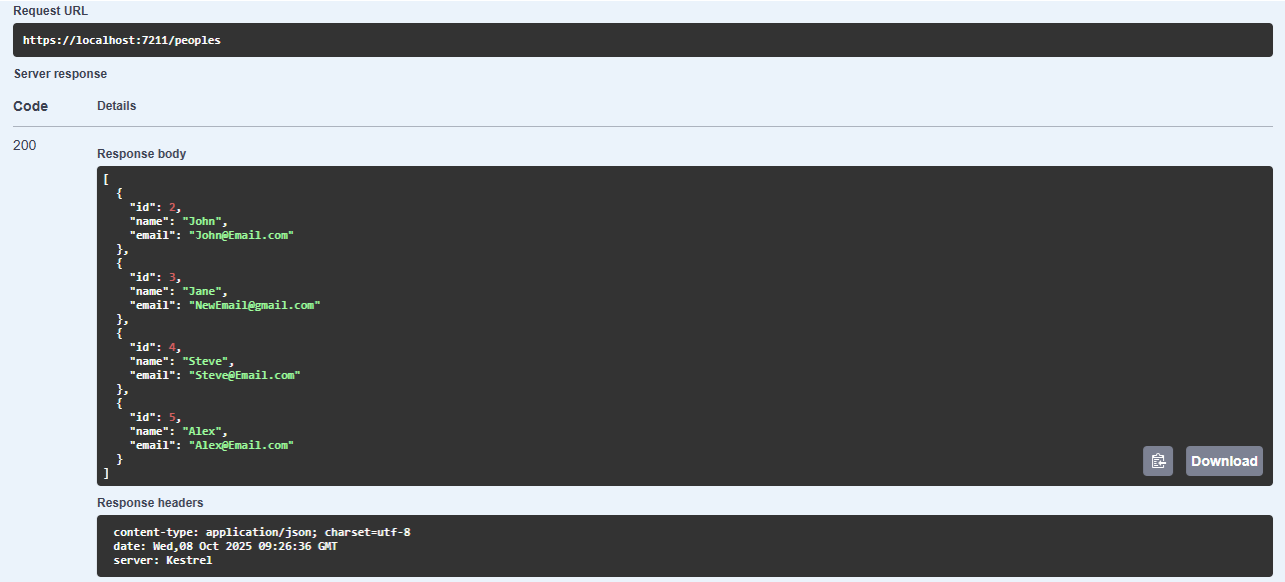 Request URL
https://localhost:7211/peoples
Server response
Code Details
200
Response body
[
  {
    "id": 2,
    "name": "John",
    "email": "John@Email.com"
  },
  {
    "id": 3,
    "name": "Jane",
    "email": "NewEmail@gmail.com"
  },
  {
    "id": 4,
    "name": "Steve",
    "email": "Steve@Email.com"
  },
  {
    "id": 5,
    "name": "Alex",
    "email": "Alex@Email.com"
  }
]
Download
Response headers
content-type: application/json; charset=utf-8
date: Wed,08 Oct 2025 09:26:36 GMT
server: Kestrel